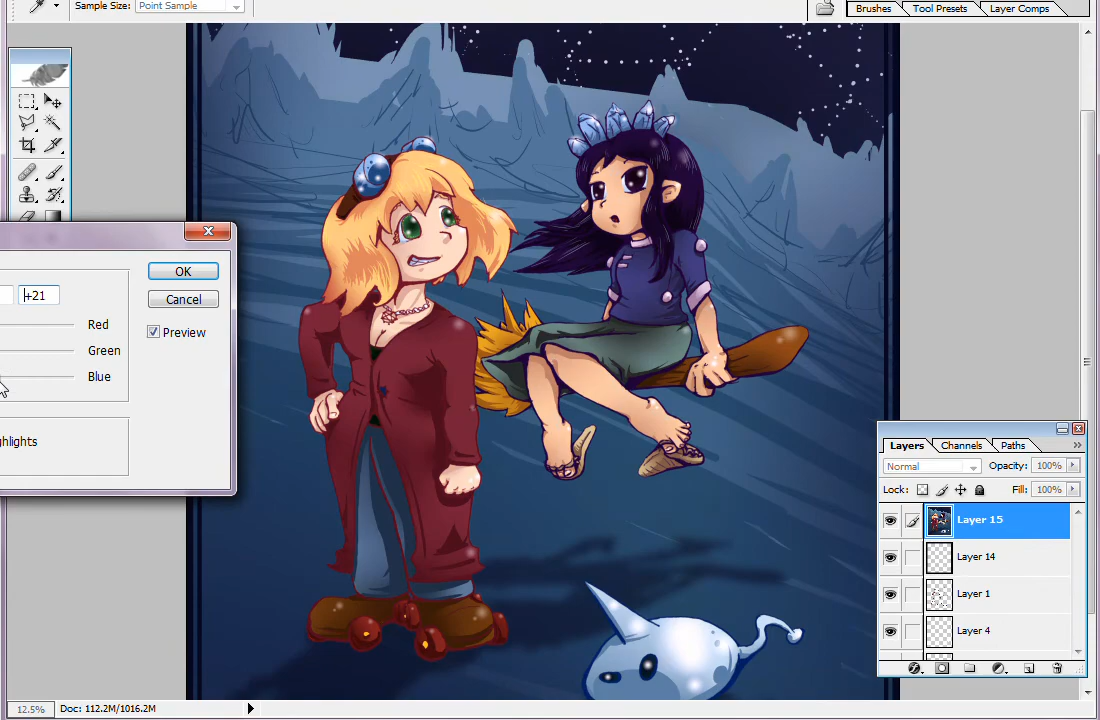 Sample Size: Point Sample
Brushes Tool Presets Layer Comps
+21
OK
Cancel
Preview
Red
Green
Blue
ghlights
Layers Channels Paths
Normal Opacity: 100%
Lock: Fill: 100%
Layer 15
Layer 14
Layer 1
Layer 4
12.5% Doc: 112.2M/1016.2M